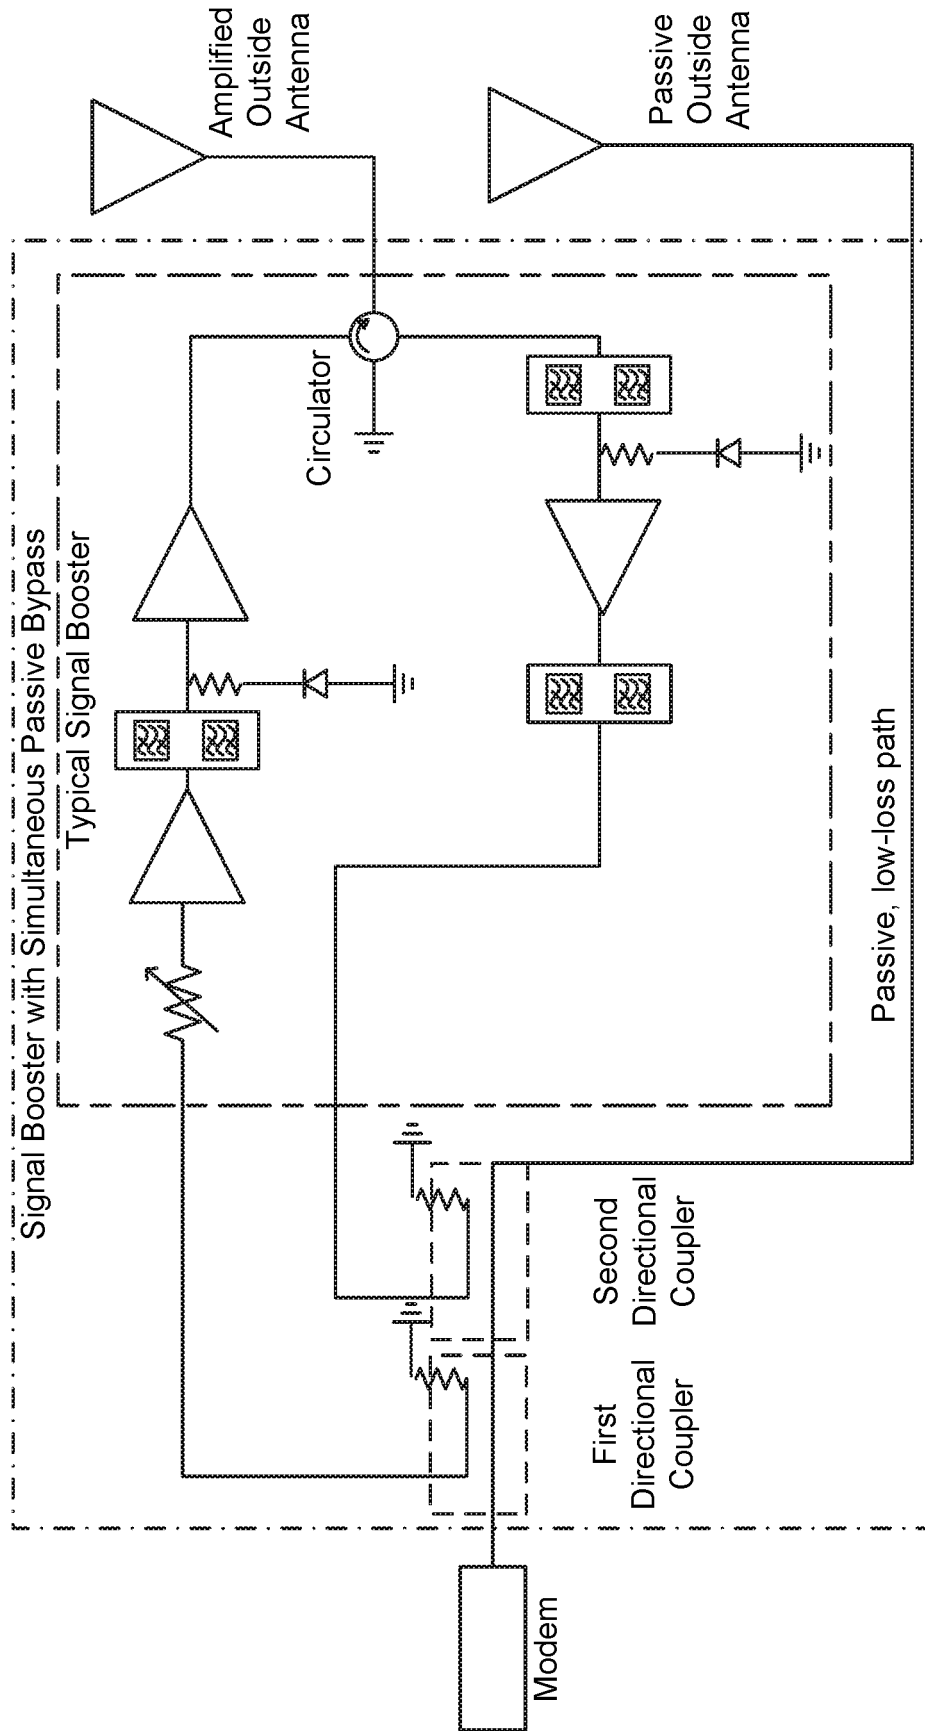 Signal Booster with Simultaneous Passive Bypass
Typical Signal Booster
Amplified
Outside
Antenna
Circulator
Passive
Outside
Antenna
Passive, low-loss path
First
Directional
Coupler
Second
Directional
Coupler
Modem